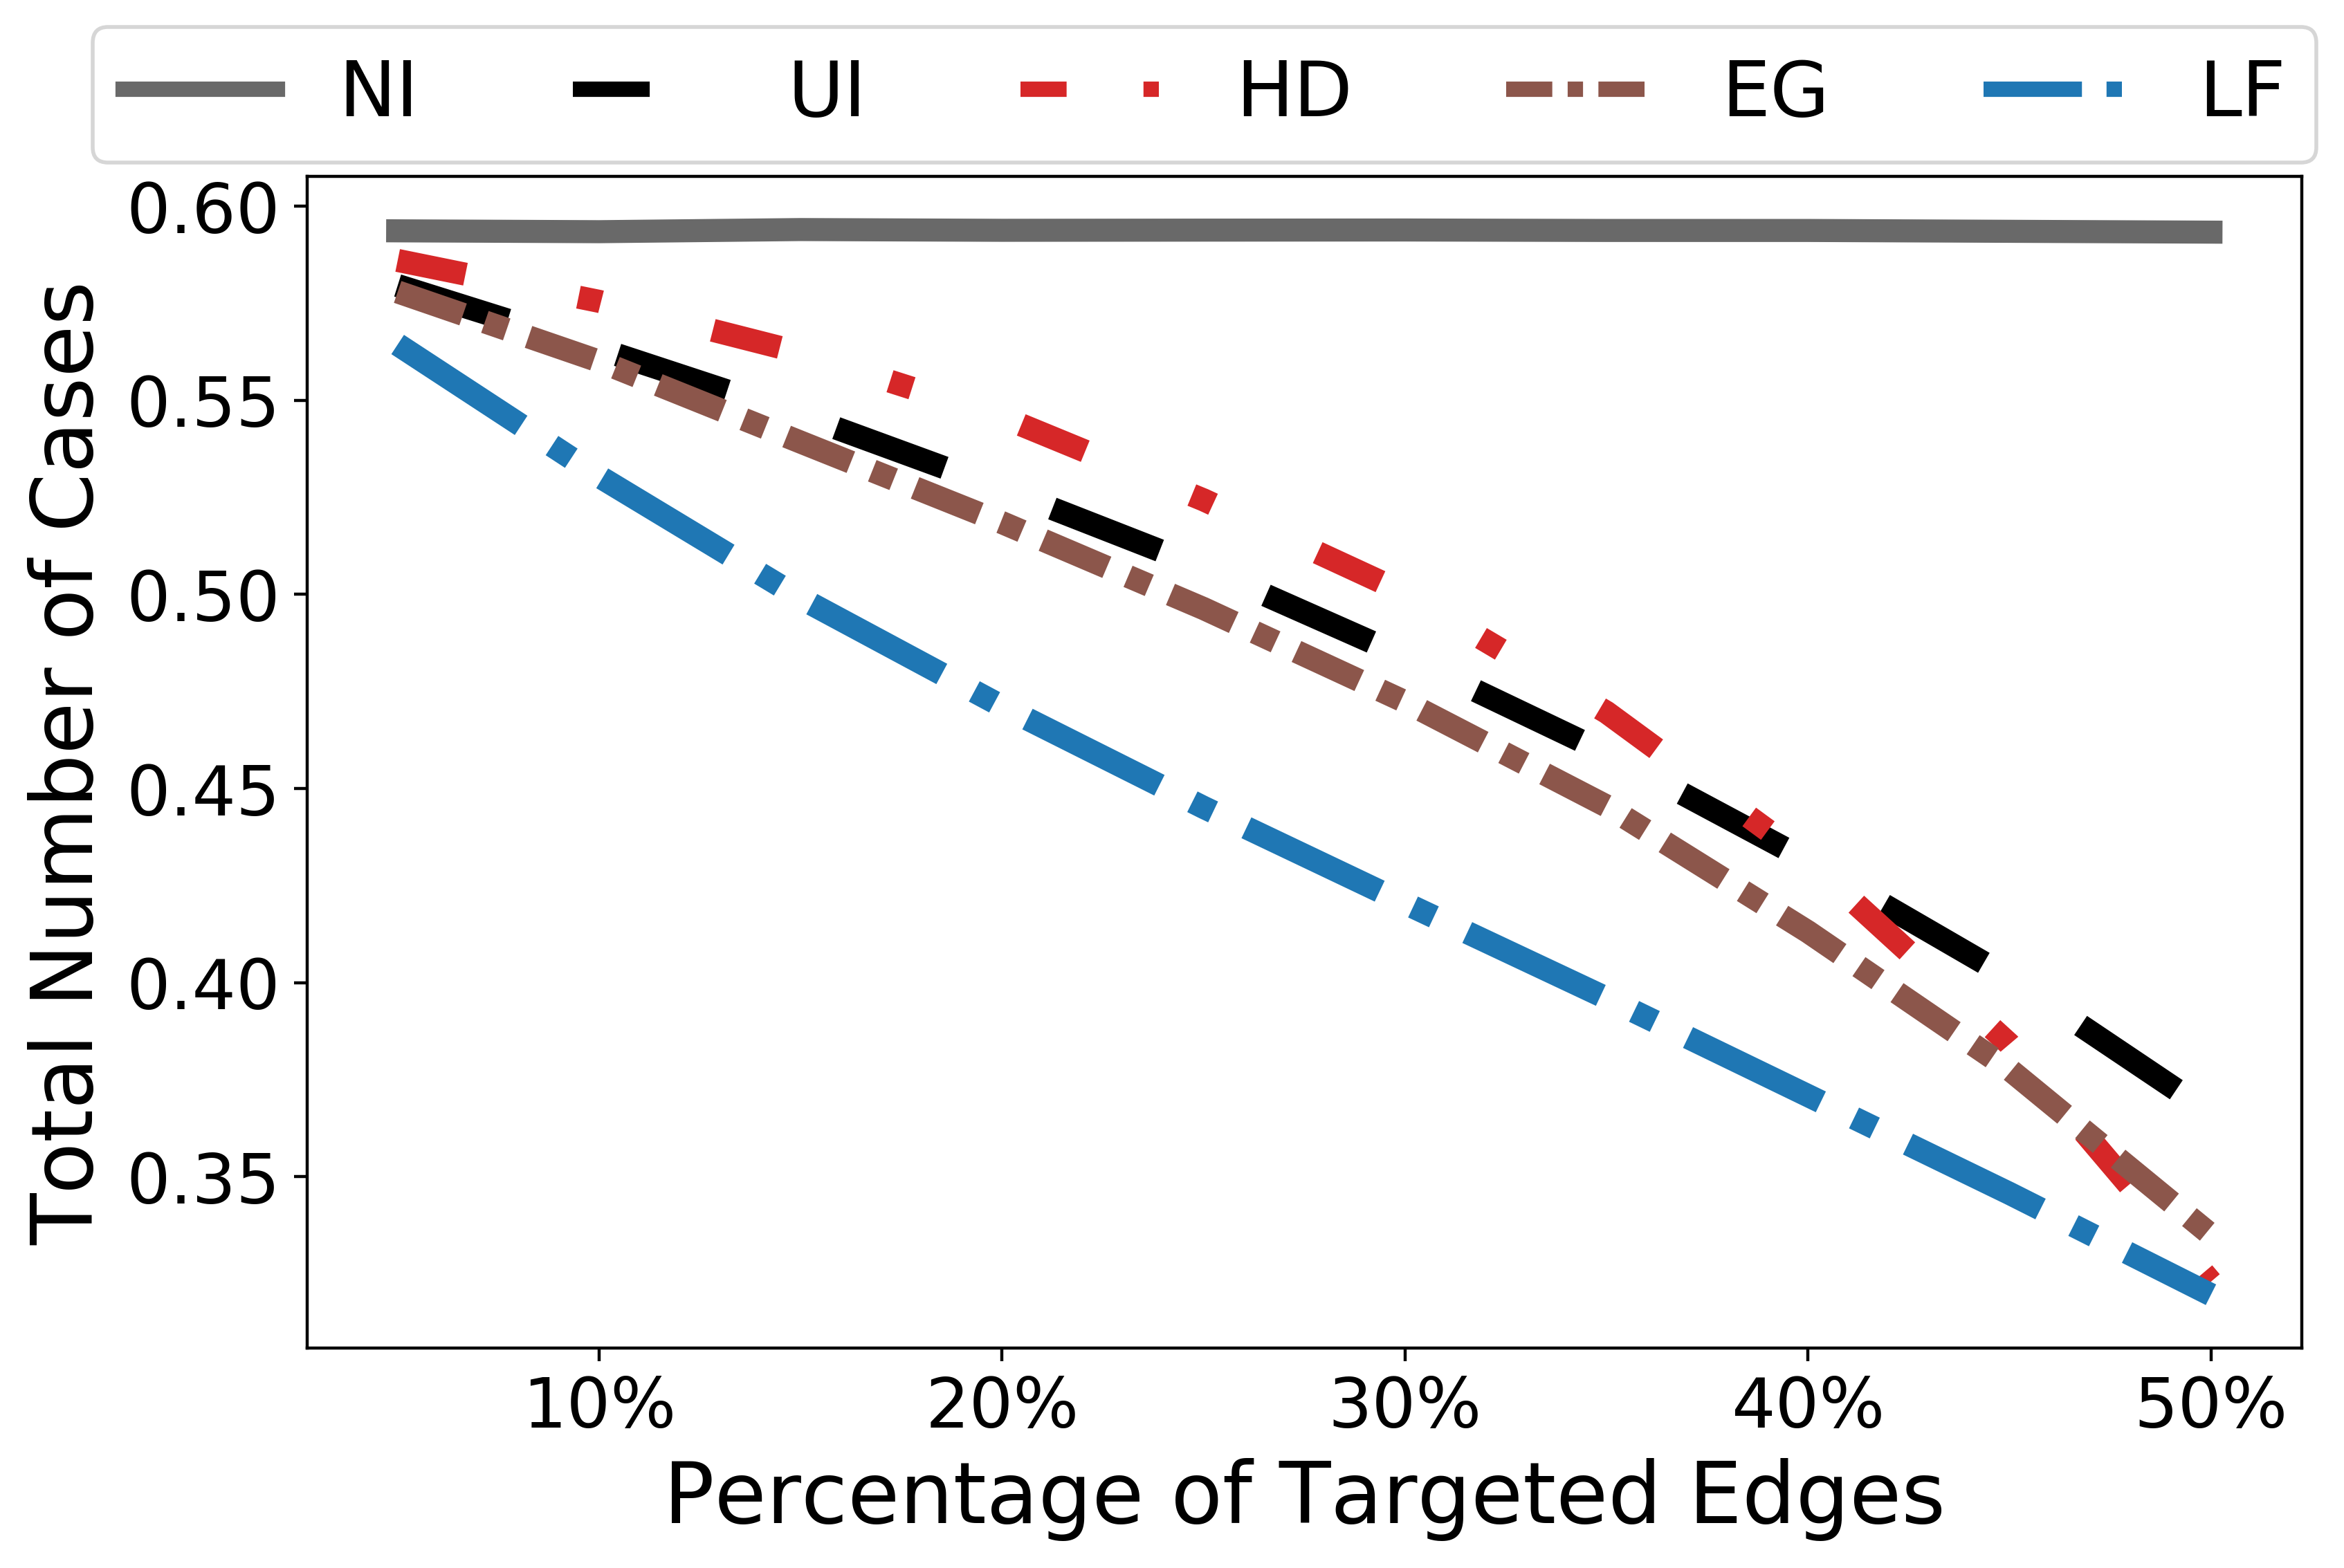 NI UI HD EG LF
Total Number of Cases
0.60
0.55
0.50
0.45
0.40
0.35
10% 20% 30% 40% 50%
Percentage of Targeted Edges